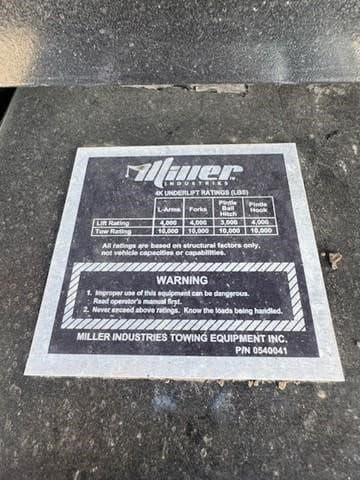 Miller
INDUSTRIES
4K UNDERLIFT RATINGS (LBS)
L-Arms Forks Pintle Ball Hitch Pintle Hook
Lift Rating 4,000 4,000 3,000 4,000
Tow Rating 10,000 10,000 10,000 10,000
All ratings are based on structural factors only,
not vehicle capacities or capabilities.
WARNING
1. Improper use of this equipment can be dangerous.
Read operator's manual first.
2. Never exceed above ratings. Know the loads being handled.
MILLER INDUSTRIES TOWING EQUIPMENT INC.
P/N 0540041